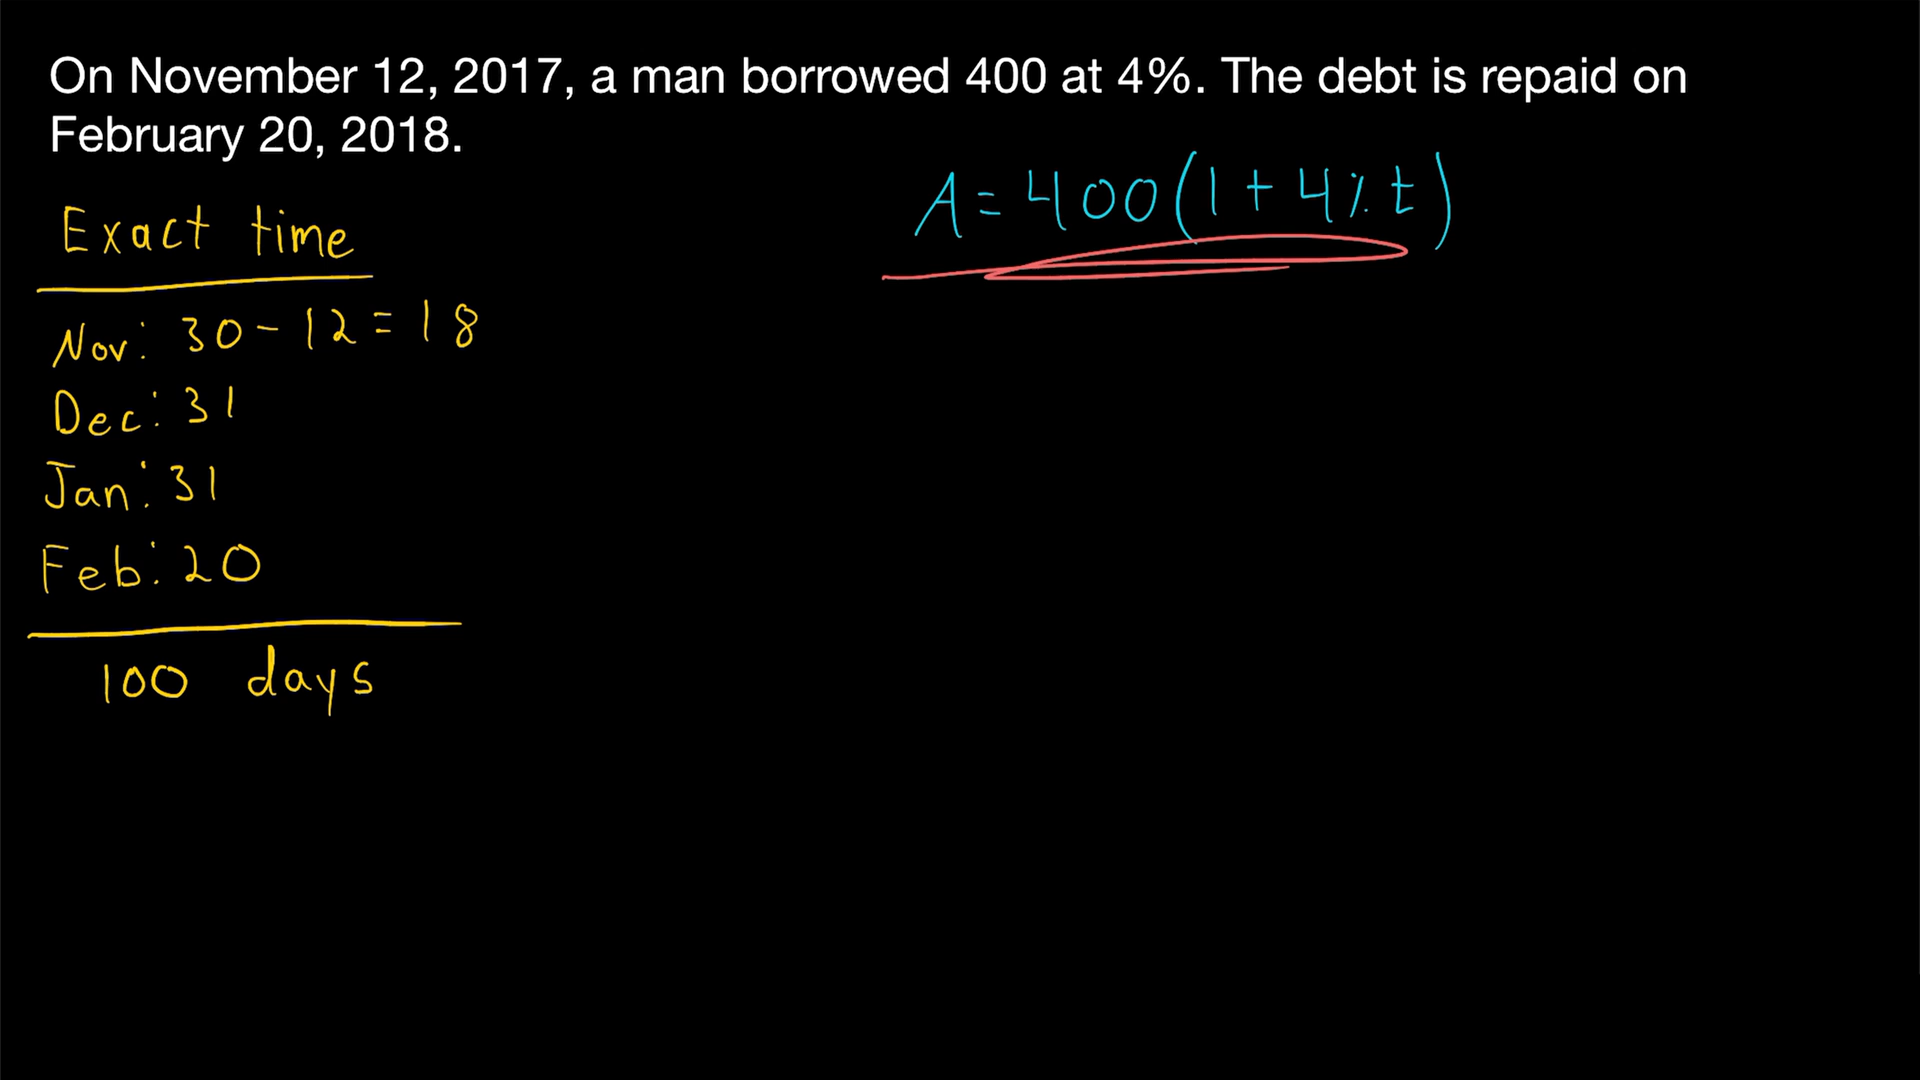 On November 12, 2017, a man borrowed 400 at 4%. The debt is repaid on
February 20, 2018.
A = 400(1 + 4% t)
Exact time
Nov: 30 - 12 = 18
Dec: 31
Jan: 31
Feb: 20
100 days